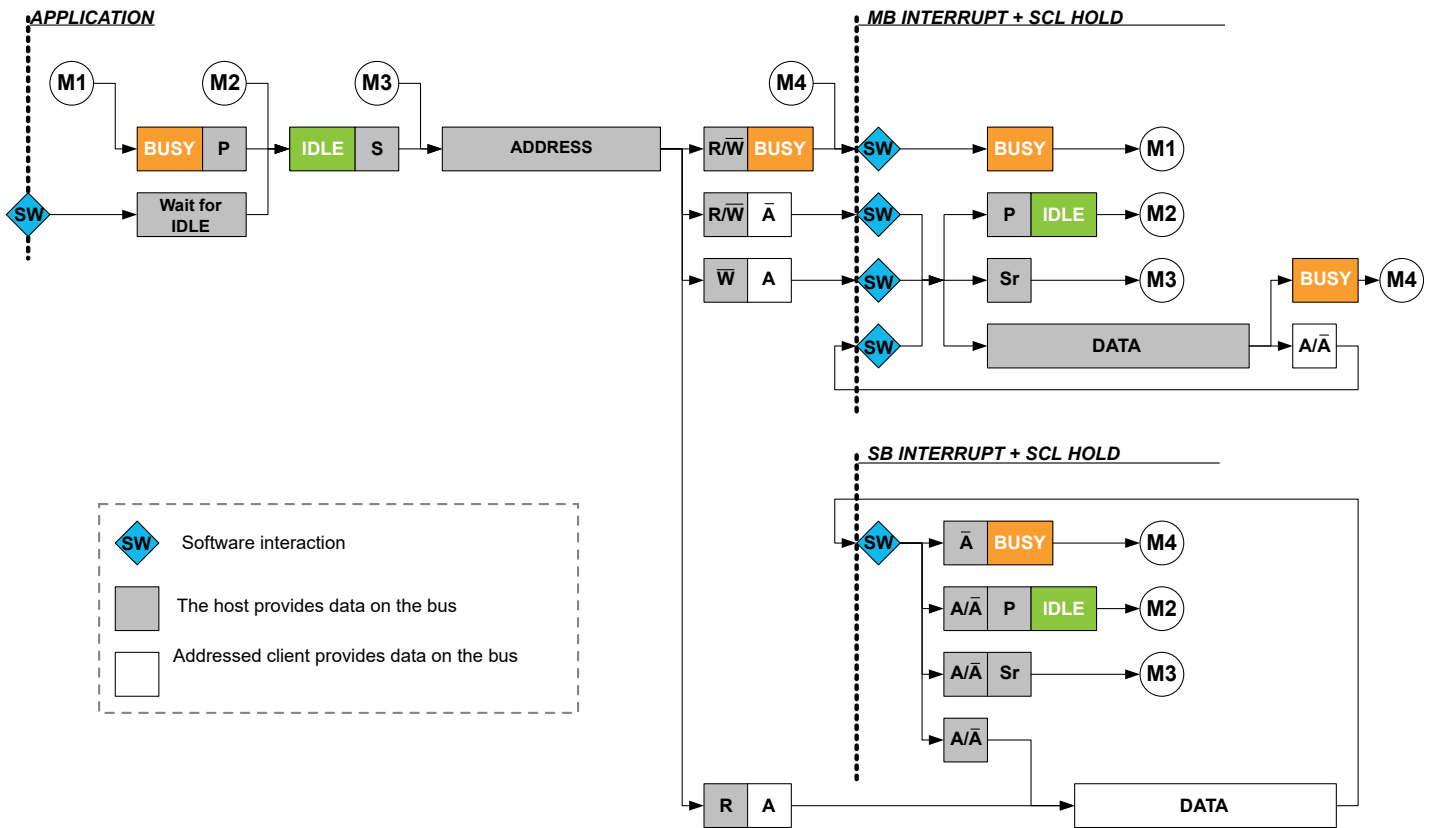 APPLICATION
MB INTERRUPT + SCL HOLD
M1
M2
M3
M4
BUSY P
IDLE S
ADDRESS
R/W̅ BUSY
SW
BUSY
M1
SW
Wait for
IDLE
R/W̅ A̅
SW
P IDLE
M2
W̅ A
SW
Sr
M3
BUSY
M4
SW
DATA
A/A̅
SB INTERRUPT + SCL HOLD
SW
A̅ BUSY
M4
A/A̅ P IDLE
M2
A/A̅ Sr
M3
A/A̅
R A
DATA
SW Software interaction
The host provides data on the bus
Addressed client provides data on the bus